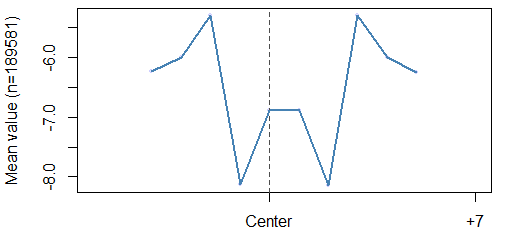 Mean value (n=189581)
-6.0
-7.0
-8.0
Center
+7